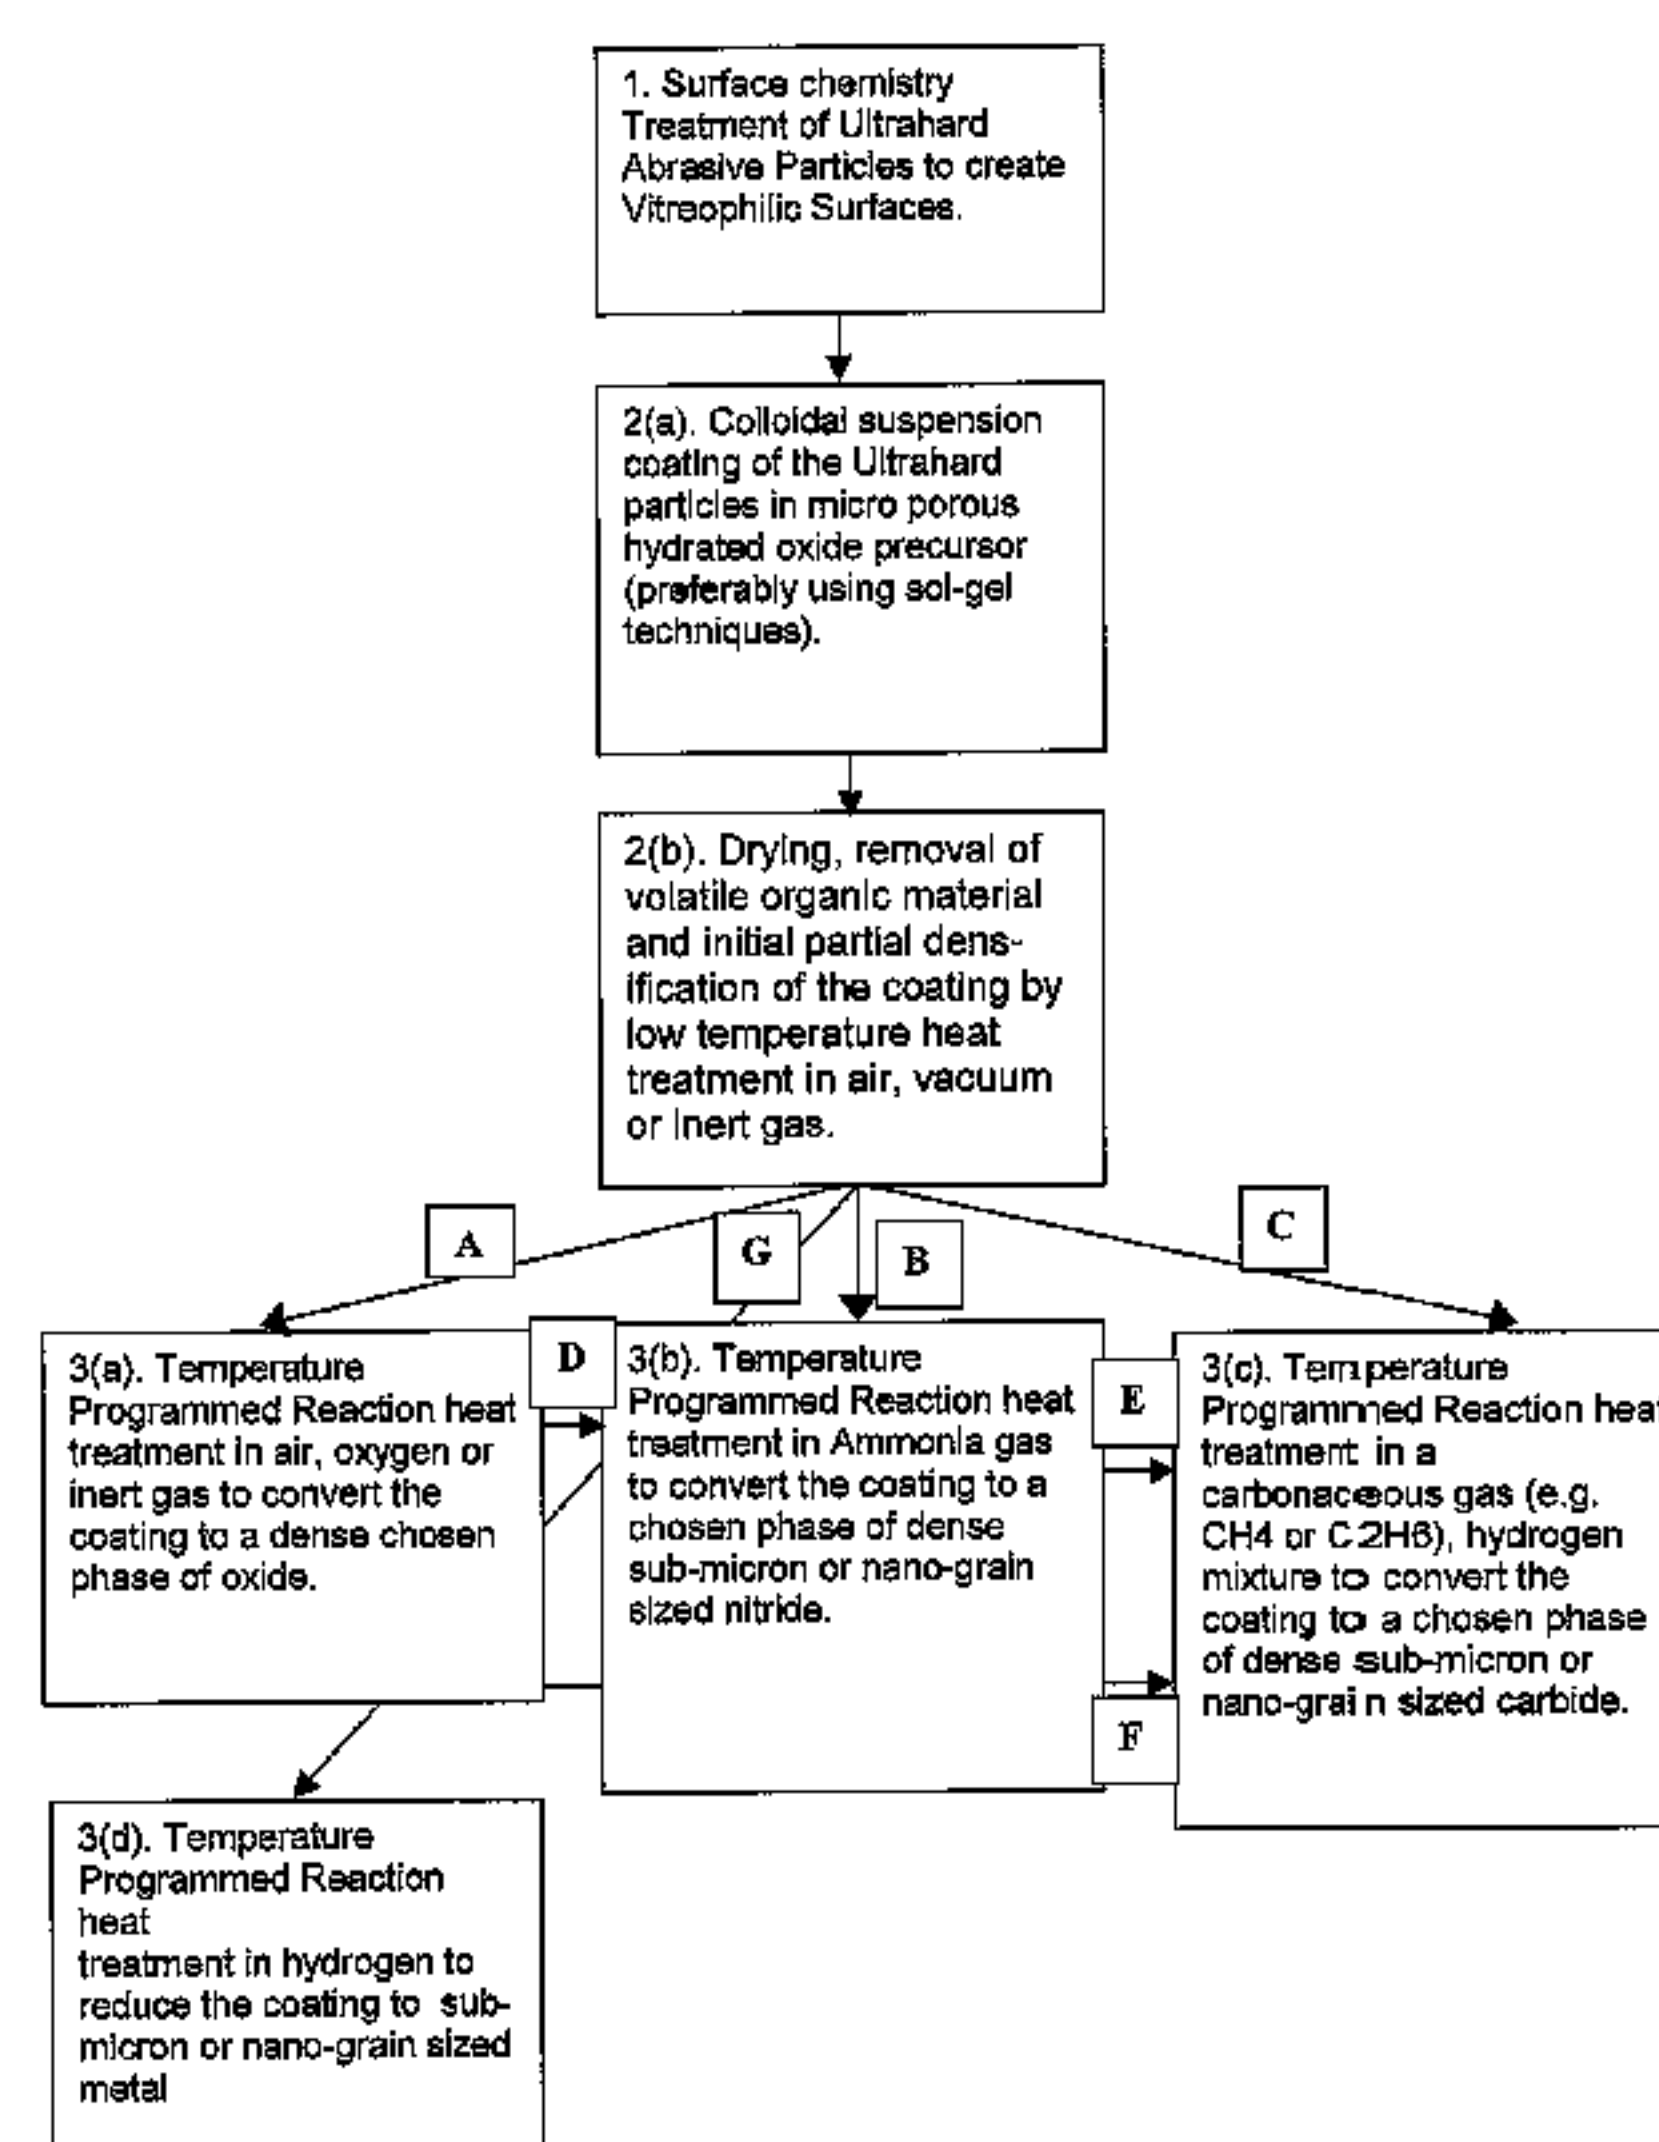 1. Surface chemistry
Treatment of Ultrahard
Abrasive Particles to create
Vitreophilic Surfaces.
2(a). Colloidal suspension
coating of the Ultrahard
particles in micro porous
hydrated oxide precursor
(preferably using sol-gel
techniques).
2(b). Drying, removal of
volatile organic material
and initial partial dens-
ification of the coating by
low temperature heat
treatment in air, vacuum
or Inert gas.
A
G
B
C
3(a). Temperature
Programmed Reaction heat
treatment in air, oxygen or
inert gas to convert the
coating to a dense chosen
phase of oxide.
D
3(b). Temperature
Programmed Reaction heat
treatment in Ammonia gas
to convert the coating to a
chosen phase of dense
sub-micron or nano-grain
sized nitride.
E
3(c). Temperature
Programmed Reaction heat
treatment in a
carbonaceous gas (e.g.
CH4 or C2H6), hydrogen
mixture to convert the
coating to a chosen phase
of dense sub-micron or
nano-grain sized carbide.
F
3(d). Temperature
Programmed Reaction
heat
treatment in hydrogen to
reduce the coating to sub-
micron or nano-grain sized
metal